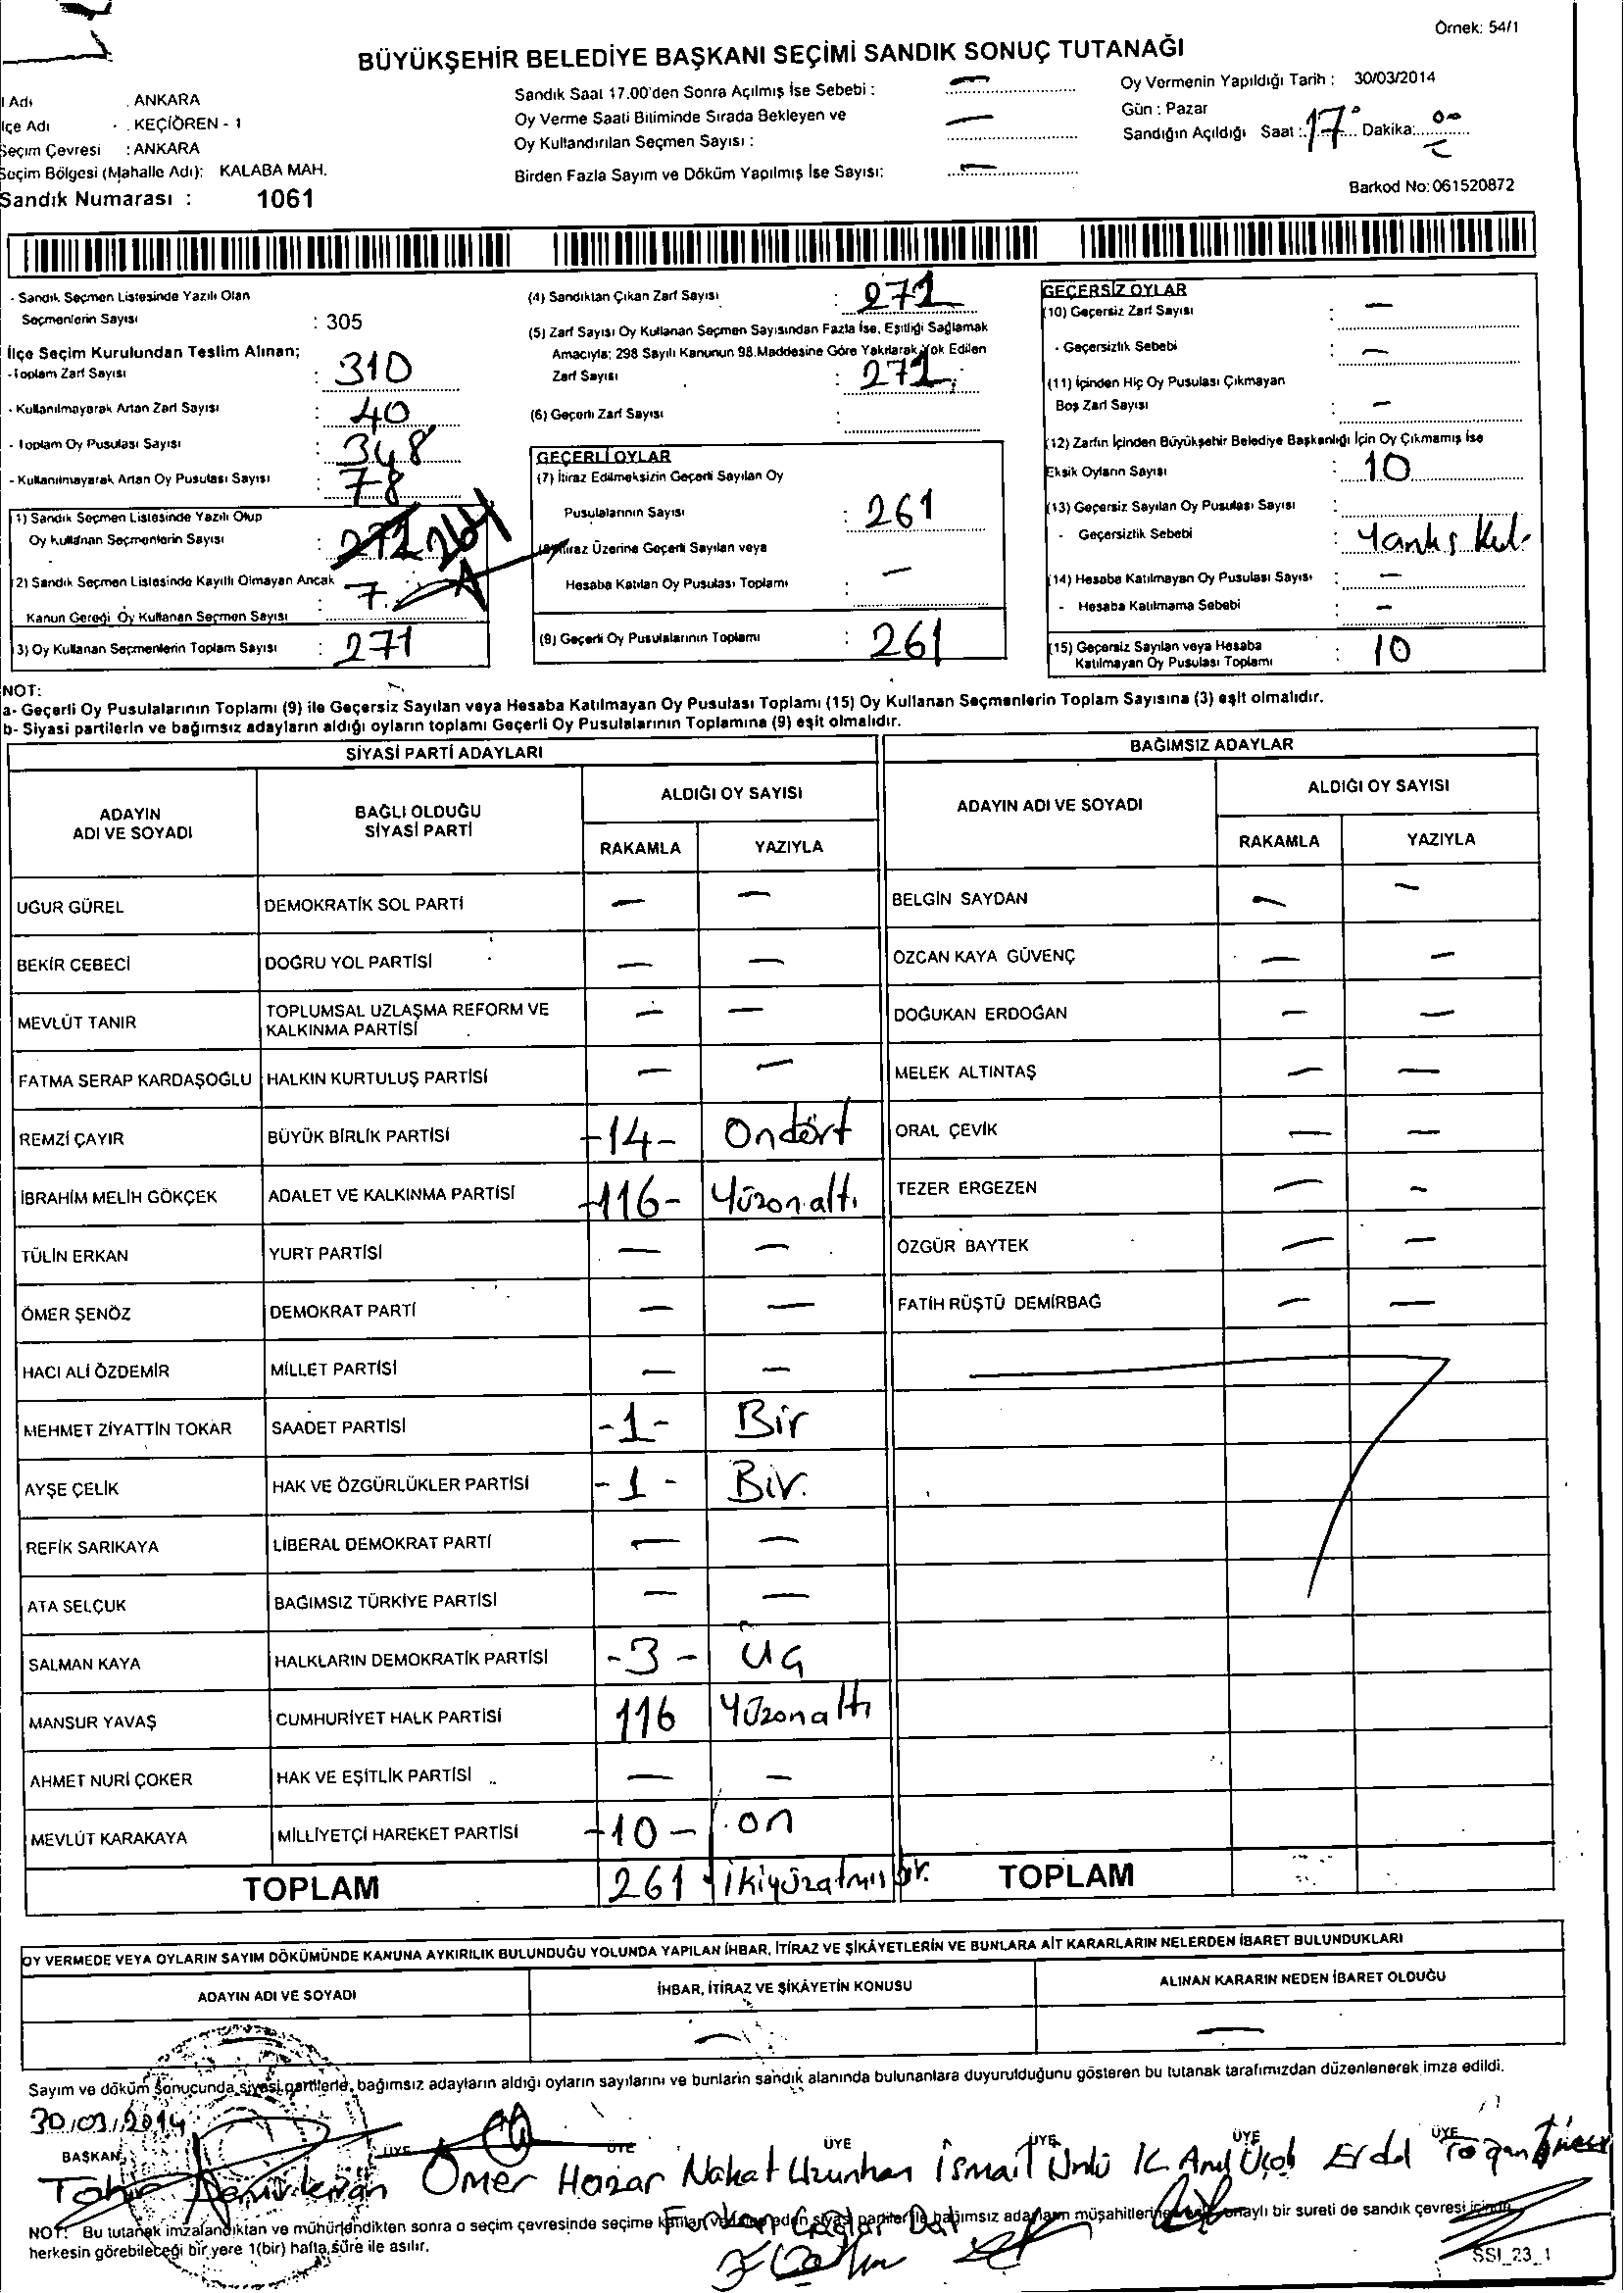 Örnek: 54/1
BÜYÜKŞEHİR BELEDİYE BAŞKANI SEÇİMİ SANDIK SONUÇ TUTANAĞI
l Adı . ANKARA
lçe Adı . KEÇİÖREN - 1
Seçim Çevresi : ANKARA
Seçim Bölgesi (Mahalle Adı): KALABA MAH.
Sandık Numarası : 1061
Sandık Saat 17.00'den Sonra Açılmış İse Sebebi : —
Oy Verme Saati Bitiminde Sırada Bekleyen ve
Oy Kullandırılan Seçmen Sayısı : —
Birden Fazla Sayım ve Döküm Yapılmış İse Sayısı: —
Oy Vermenin Yapıldığı Tarih : 30/03/2014
Gün : Pazar
Sandığın Açıldığı Saat : 17 Dakika: 00
Barkod No: 061520872
- Sandık Seçmen Listesinde Yazılı Olan
Seçmenlerin Sayısı : 305
İlçe Seçim Kurulundan Teslim Alınan;
- Toplam Zarf Sayısı : 310
- Kullanılmayarak Artan Zarf Sayısı : 40
- Toplam Oy Pusulası Sayısı : 348
- Kullanılmayarak Artan Oy Pusulası Sayısı : 78
1) Sandık Seçmen Listesinde Yazılı Olup
Oy kullanan Seçmenlerin Sayısı : 264
2) Sandık Seçmen Listesinde Kayıtlı Olmayan Ancak
Kanun Gereği Oy Kullanan Seçmen Sayısı : 7
3) Oy Kullanan Seçmenlerin Toplam Sayısı : 271
(4) Sandıktan Çıkan Zarf Sayısı : 271
(5) Zarf Sayısı Oy Kullanan Seçmen Sayısından Fazla İse, Eşitliği Sağlamak
Amacıyla; 298 Sayılı Kanunun 98.Maddesine Göre Yakılarak Yok Edilen
Zarf Sayısı : 271
(6) Geçerli Zarf Sayısı :
GEÇERLİ OYLAR
(7) İtiraz Edilmeksizin Geçerli Sayılan Oy
Pusulalarının Sayısı : 261
(8) İtiraz Üzerine Geçerli Sayılan veya
Hesaba Katılan Oy Pusulası Toplamı : —
(9) Geçerli Oy Pusulalarının Toplamı : 261
GEÇERSİZ OYLAR
(10) Geçersiz Zarf Sayısı : —
- Geçersizlik Sebebi : —
(11) İçinden Hiç Oy Pusulası Çıkmayan
Boş Zarf Sayısı : —
(12) Zarfın İçinden Büyükşehir Belediye Başkanlığı İçin Oy Çıkmamış İse
Eksik Oyların Sayısı : 10
(13) Geçersiz Sayılan Oy Pusulası Sayısı :
- Geçersizlik Sebebi : Yanlış Kul.
(14) Hesaba Katılmayan Oy Pusulası Sayısı : —
- Hesaba Katılmama Sebebi : —
(15) Geçersiz Sayılan veya Hesaba
Katılmayan Oy Pusulası Toplamı : 10
NOT:
a- Geçerli Oy Pusulalarının Toplamı (9) ile Geçersiz Sayılan veya Hesaba Katılmayan Oy Pusulası Toplamı (15) Oy Kullanan Seçmenlerin Toplam Sayısına (3) eşit olmalıdır.
b- Siyasi partilerin ve bağımsız adayların aldığı oyların toplamı Geçerli Oy Pusulalarının Toplamına (9) eşit olmalıdır.
SİYASİ PARTİ ADAYLARI
ADAYIN ADI VE SOYADI BAĞLI OLDUĞU SİYASİ PARTİ ALDIĞI OY SAYISI
RAKAMLA YAZIYLA
UĞUR GÜREL DEMOKRATİK SOL PARTİ — —
BEKİR CEBECİ DOĞRU YOL PARTİSİ — —
MEVLÜT TANIR TOPLUMSAL UZLAŞMA REFORM VE KALKINMA PARTİSİ — —
FATMA SERAP KARDAŞOĞLU HALKIN KURTULUŞ PARTİSİ — —
REMZİ ÇAYIR BÜYÜK BİRLİK PARTİSİ -14- Ondört
İBRAHİM MELİH GÖKÇEK ADALET VE KALKINMA PARTİSİ -116- Yüzonaltı
TÜLİN ERKAN YURT PARTİSİ — —
ÖMER ŞENÖZ DEMOKRAT PARTİ — —
HACI ALİ ÖZDEMİR MİLLET PARTİSİ — —
MEHMET ZİYATTİN TOKAR SAADET PARTİSİ -1- Bir
AYŞE ÇELİK HAK VE ÖZGÜRLÜKLER PARTİSİ -1- Bir.
REFİK SARIKAYA LİBERAL DEMOKRAT PARTİ — —
ATA SELÇUK BAĞIMSIZ TÜRKİYE PARTİSİ — —
SALMAN KAYA HALKLARIN DEMOKRATİK PARTİSİ -3- Üç
MANSUR YAVAŞ CUMHURİYET HALK PARTİSİ 116 Yüzonaltı
AHMET NURİ ÇOKER HAK VE EŞİTLİK PARTİSİ — —
MEVLÜT KARAKAYA MİLLİYETÇİ HAREKET PARTİSİ -10- on
TOPLAM 261 İkiyüzatmışbir.
BAĞIMSIZ ADAYLAR
ADAYIN ADI VE SOYADI ALDIĞI OY SAYISI
RAKAMLA YAZIYLA
BELGİN SAYDAN — —
ÖZCAN KAYA GÜVENÇ — —
DOĞUKAN ERDOĞAN — —
MELEK ALTINTAŞ — —
ORAL ÇEVİK — —
TEZER ERGEZEN — —
ÖZGÜR BAYTEK — —
FATİH RÜŞTÜ DEMİRBAĞ — —
TOPLAM
OY VERMEDE VEYA OYLARIN SAYIM DÖKÜMÜNDE KANUNA AYKIRILIK BULUNDUĞU YOLUNDA YAPILAN İHBAR, İTİRAZ VE ŞİKÂYETLERİN VE BUNLARA AİT KARARLARIN NELERDEN İBARET BULUNDUKLARI
ADAYIN ADI VE SOYADI İHBAR, İTİRAZ VE ŞİKÂYETİN KONUSU ALINAN KARARIN NEDEN İBARET OLDUĞU
— —
Sayım ve döküm sonucunda siyasi partilerle, bağımsız adayların aldığı oyların sayılarını ve bunların sandık alanında bulunanlara duyurulduğunu gösteren bu tutanak tarafımızdan düzenlenerek imza edildi.
30/03/2014
BAŞKAN ÜYE ÜYE ÜYE ÜYE ÜYE ÜYE
Ömer Hazar Nahat Uzunhan İsmail Ünlü
Furkan Çağlar
NOT: Bu tutanak imzalandıktan ve mühürlendikten sonra o seçim çevresinde seçime katılan siyasi partiler ile bağımsız adayların müşahitlerine onaylı bir sureti de sandık çevresi içinde
herkesin görebileceği bir yere 1(bir) hafta süre ile asılır.
SSI_23_1